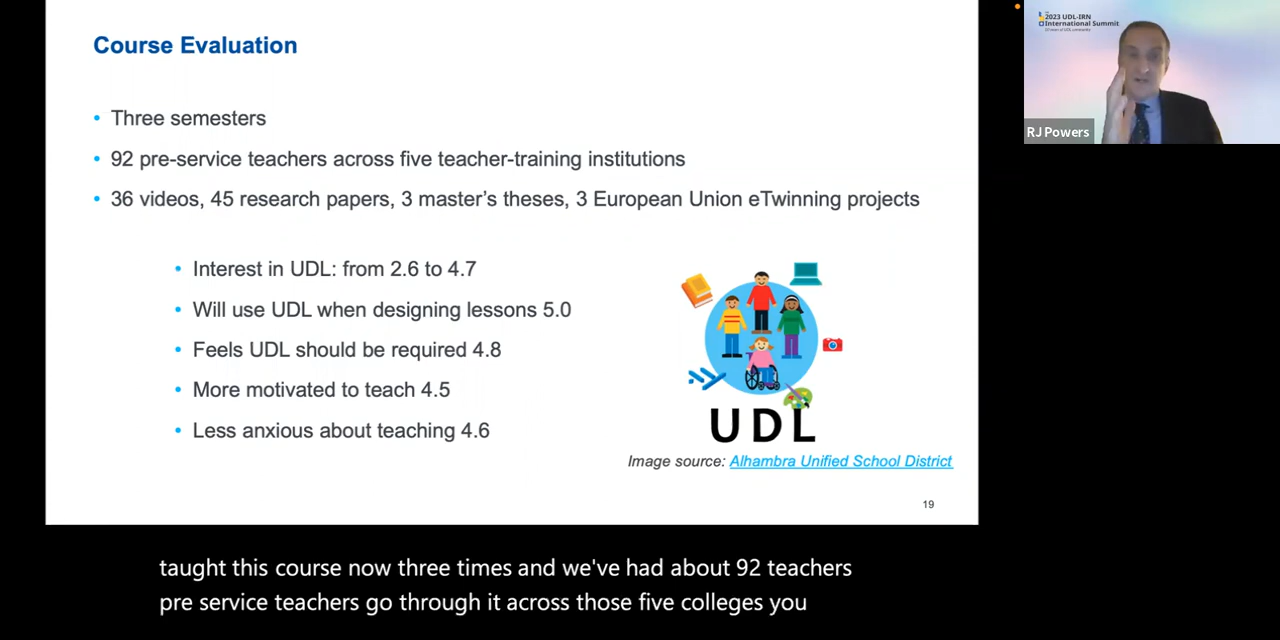 Course Evaluation
• Three semesters
• 92 pre-service teachers across five teacher-training institutions
• 36 videos, 45 research papers, 3 master’s theses, 3 European Union eTwinning projects
• Interest in UDL: from 2.6 to 4.7
• Will use UDL when designing lessons 5.0
• Feels UDL should be required 4.8
• More motivated to teach 4.5
• Less anxious about teaching 4.6
UDL
Image source: Alhambra Unified School District
19
2023 UDL-IRN
International Summit
RJ Powers
taught this course now three times and we've had about 92 teachers
pre service teachers go through it across those five colleges you